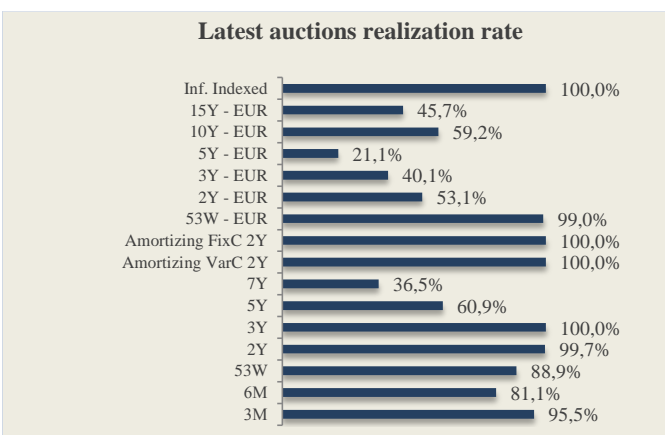 Latest auctions realization rate
Inf. Indexed 100,0%
15Y - EUR 45,7%
10Y - EUR 59,2%
5Y - EUR 21,1%
3Y - EUR 40,1%
2Y - EUR 53,1%
53W - EUR 99,0%
Amortizing FixC 2Y 100,0%
Amortizing VarC 2Y 100,0%
7Y 36,5%
5Y 60,9%
3Y 100,0%
2Y 99,7%
53W 88,9%
6M 81,1%
3M 95,5%